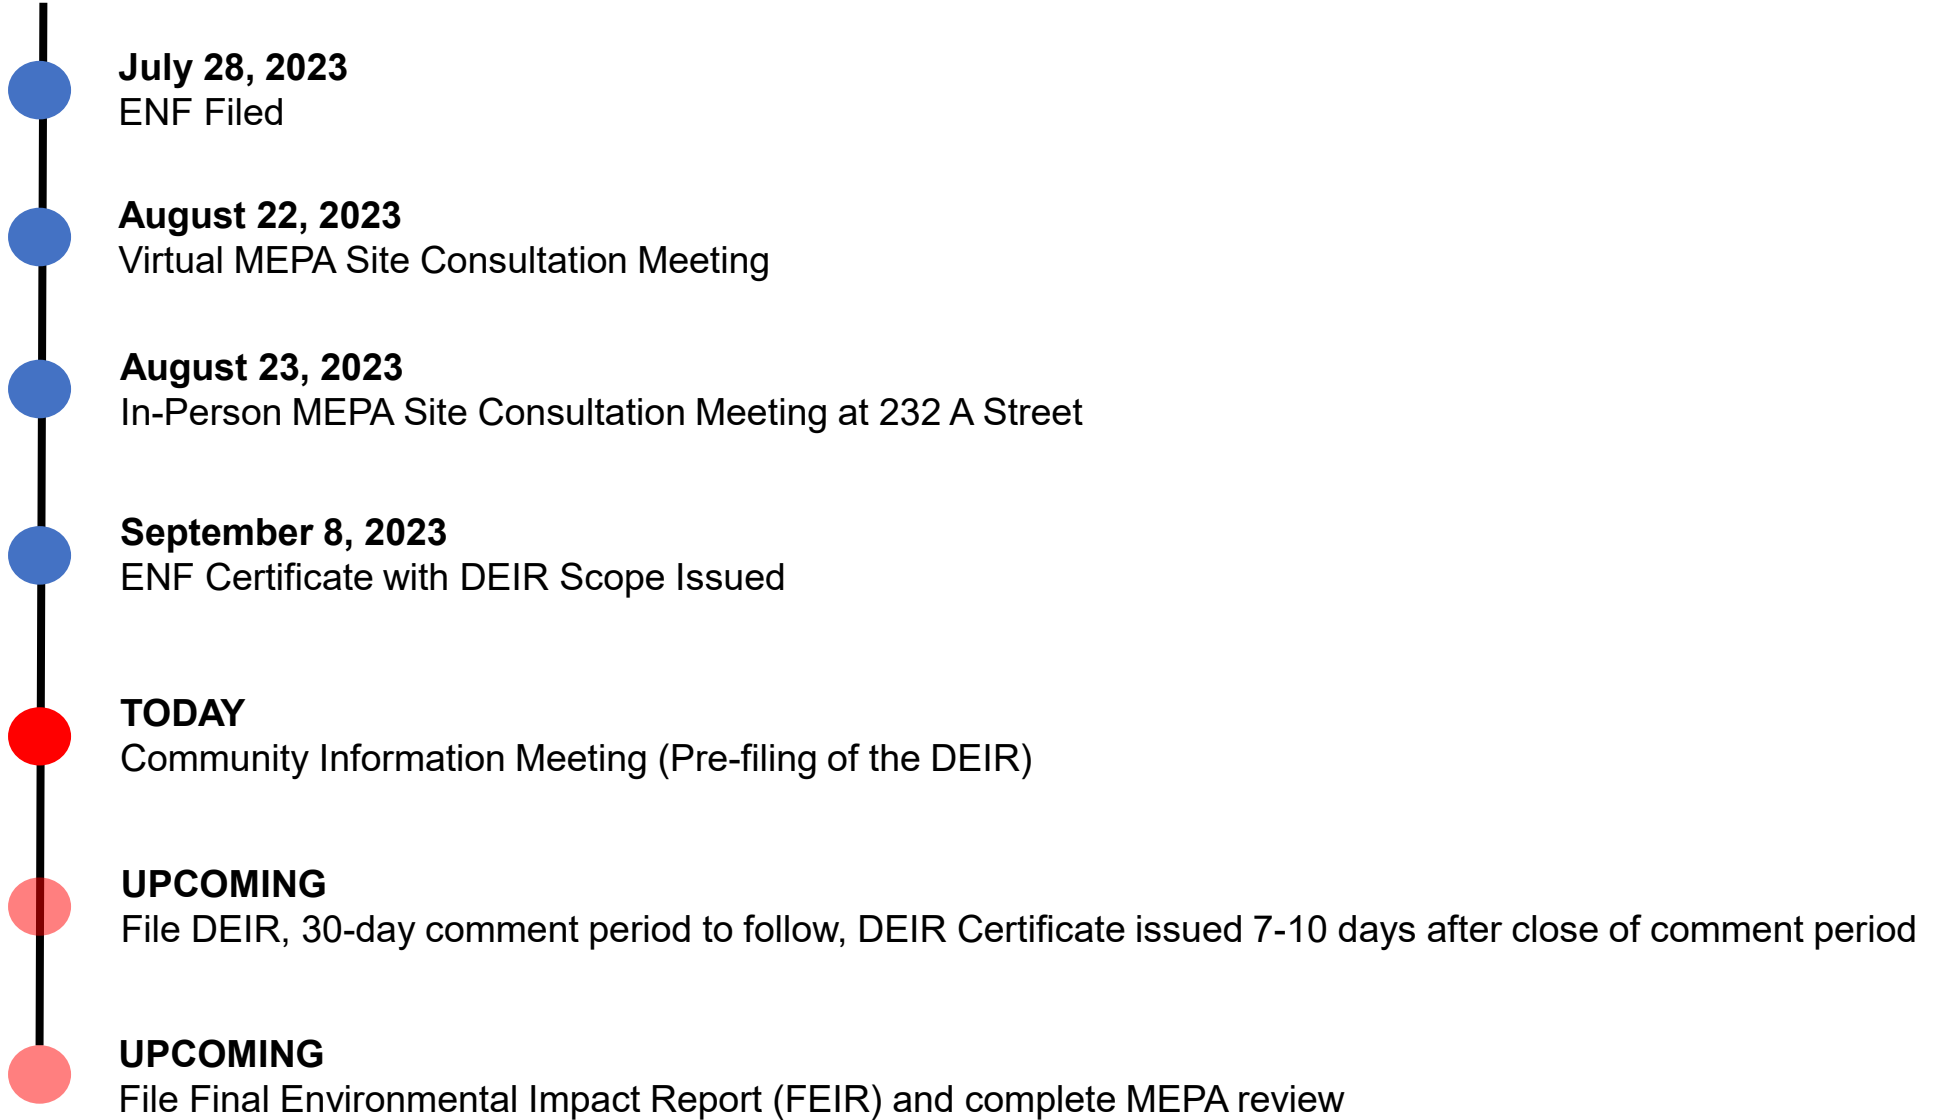 July 28, 2023
ENF Filed
August 22, 2023
Virtual MEPA Site Consultation Meeting
August 23, 2023
In-Person MEPA Site Consultation Meeting at 232 A Street
September 8, 2023
ENF Certificate with DEIR Scope Issued
TODAY
Community Information Meeting (Pre-filing of the DEIR)
UPCOMING
File DEIR, 30-day comment period to follow, DEIR Certificate issued 7-10 days after close of comment period
UPCOMING
File Final Environmental Impact Report (FEIR) and complete MEPA review